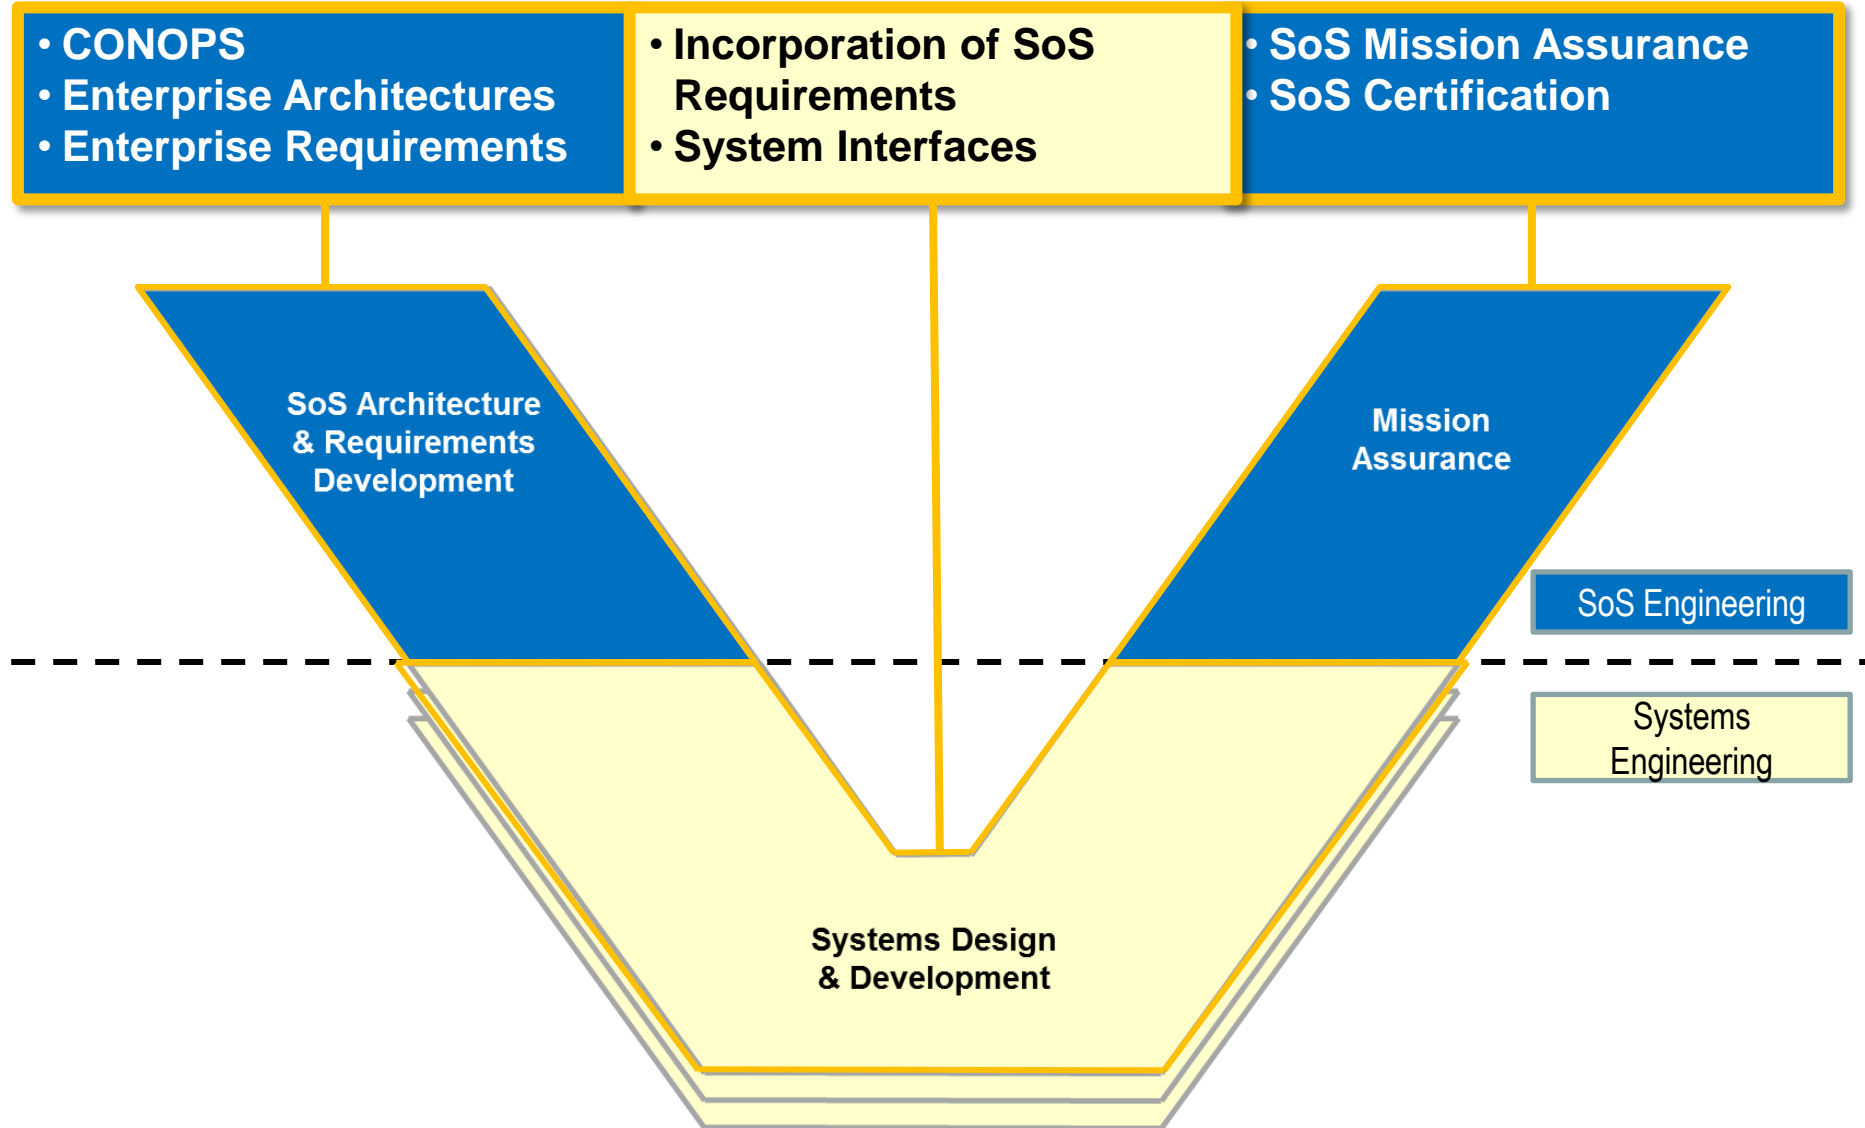 • CONOPS
• Enterprise Architectures
• Enterprise Requirements
• Incorporation of SoS
Requirements
• System Interfaces
• SoS Mission Assurance
• SoS Certification
SoS Architecture
& Requirements
Development
Mission
Assurance
SoS Engineering
Systems
Engineering
Systems Design
& Development